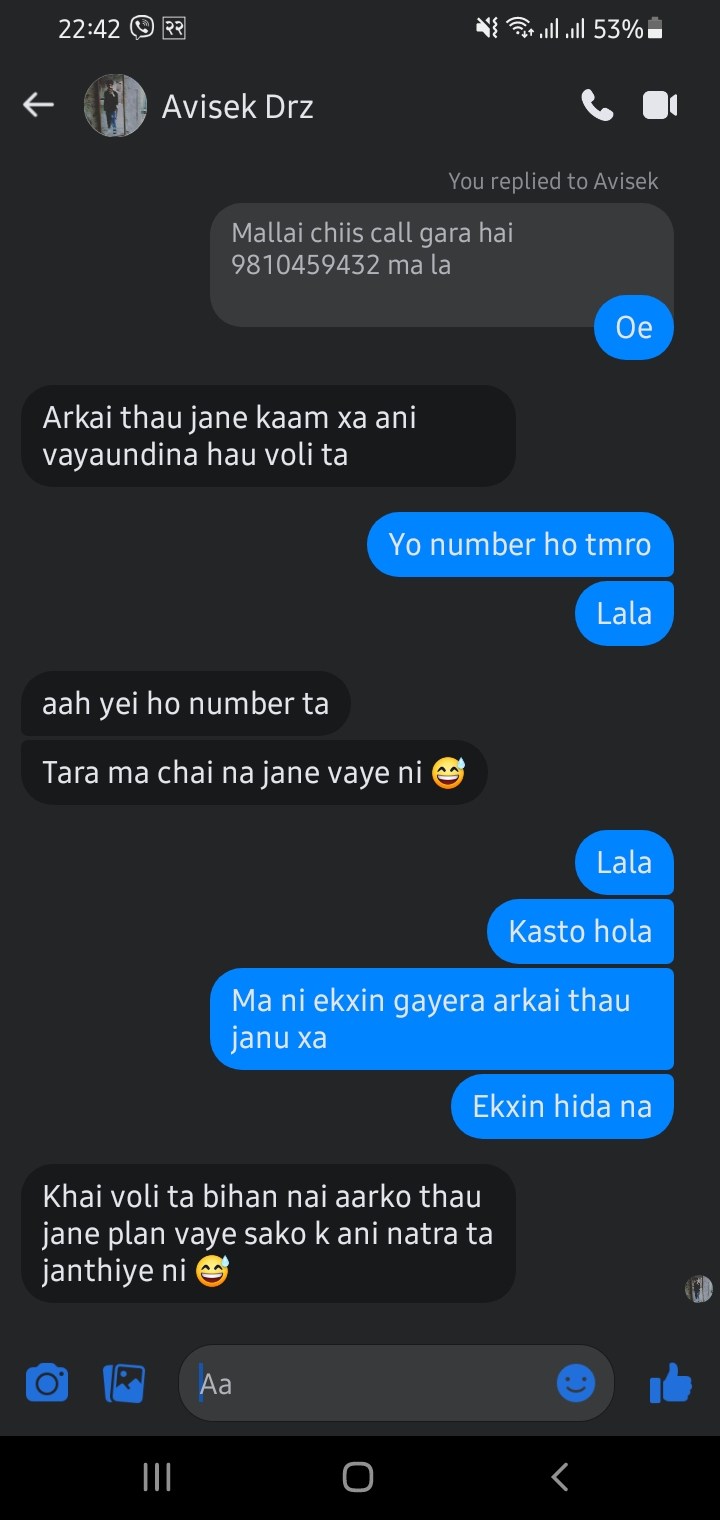 22:42 २२ 53%
Avisek Drz
You replied to Avisek
Mallai chiis call gara hai
9810459432 ma la
Oe
Arkai thau jane kaam xa ani
vayaundina hau voli ta
Yo number ho tmro
Lala
aah yei ho number ta
Tara ma chai na jane vaye ni 😅
Lala
Kasto hola
Ma ni ekxin gayera arkai thau
janu xa
Ekxin hida na
Khai voli ta bihan nai aarko thau
jane plan vaye sako k ani natra ta
janthiye ni 😅
Aa